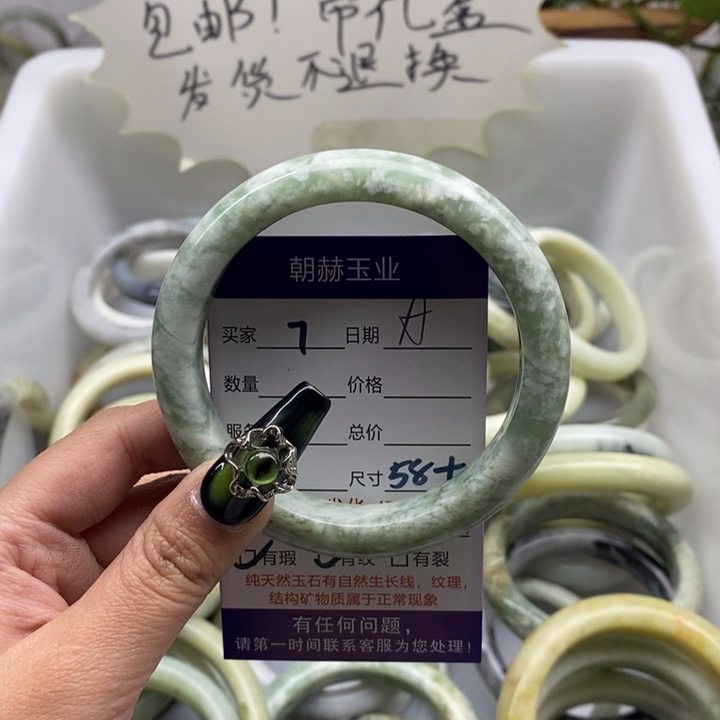 包邮！带礼盒
发货不退换
朝赫玉业
买家 7 日期
数量 价格
服 总价
尺寸 58+
有瑕 有纹 有裂
纯天然玉石有自然生长线，纹理，
结构矿物质属于正常现象
有任何问题，
请第一时间联系客服为您处理！